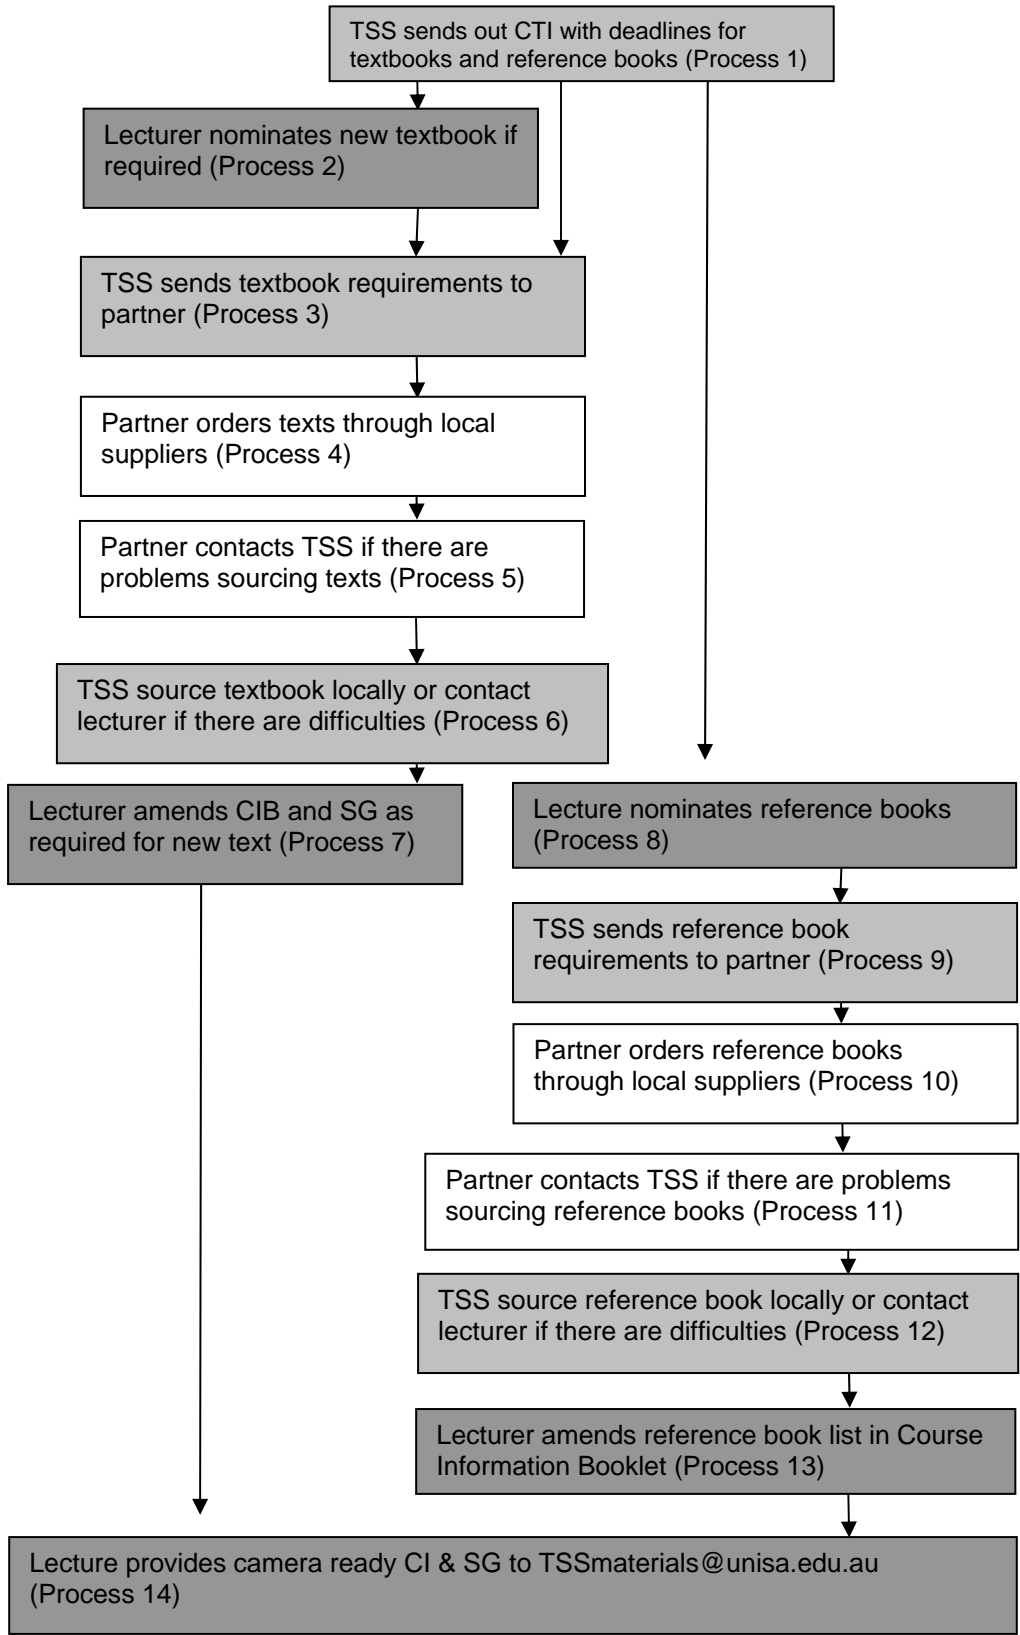 TSS sends out CTI with deadlines for
textbooks and reference books (Process 1)
Lecturer nominates new textbook if
required (Process 2)
TSS sends textbook requirements to
partner (Process 3)
Partner orders texts through local
suppliers (Process 4)
Partner contacts TSS if there are
problems sourcing texts (Process 5)
TSS source textbook locally or contact
lecturer if there are difficulties (Process 6)
Lecturer amends CIB and SG as
required for new text (Process 7)
Lecture nominates reference books
(Process 8)
TSS sends reference book
requirements to partner (Process 9)
Partner orders reference books
through local suppliers (Process 10)
Partner contacts TSS if there are problems
sourcing reference books (Process 11)
TSS source reference book locally or contact
lecturer if there are difficulties (Process 12)
Lecturer amends reference book list in Course
Information Booklet (Process 13)
Lecture provides camera ready CI & SG to TSSmaterials@unisa.edu.au
(Process 14)